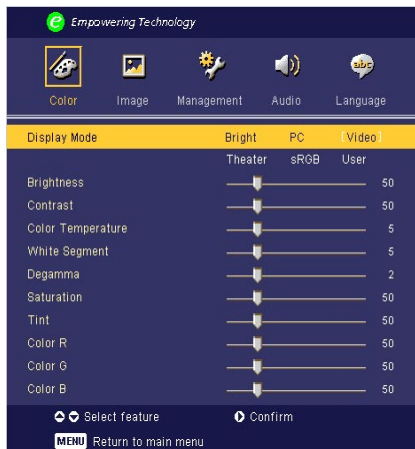 e Empowering Technology
Color Image Management abc Audio Language
Display Mode Bright PC [Video]
Theater sRGB User
Brightness 50
Contrast 50
Color Temperature 5
White Segment 5
Degamma 2
Saturation 50
Tint 50
Color R 50
Color G 50
Color B 50
Select feature Confirm
MENU Return to main menu